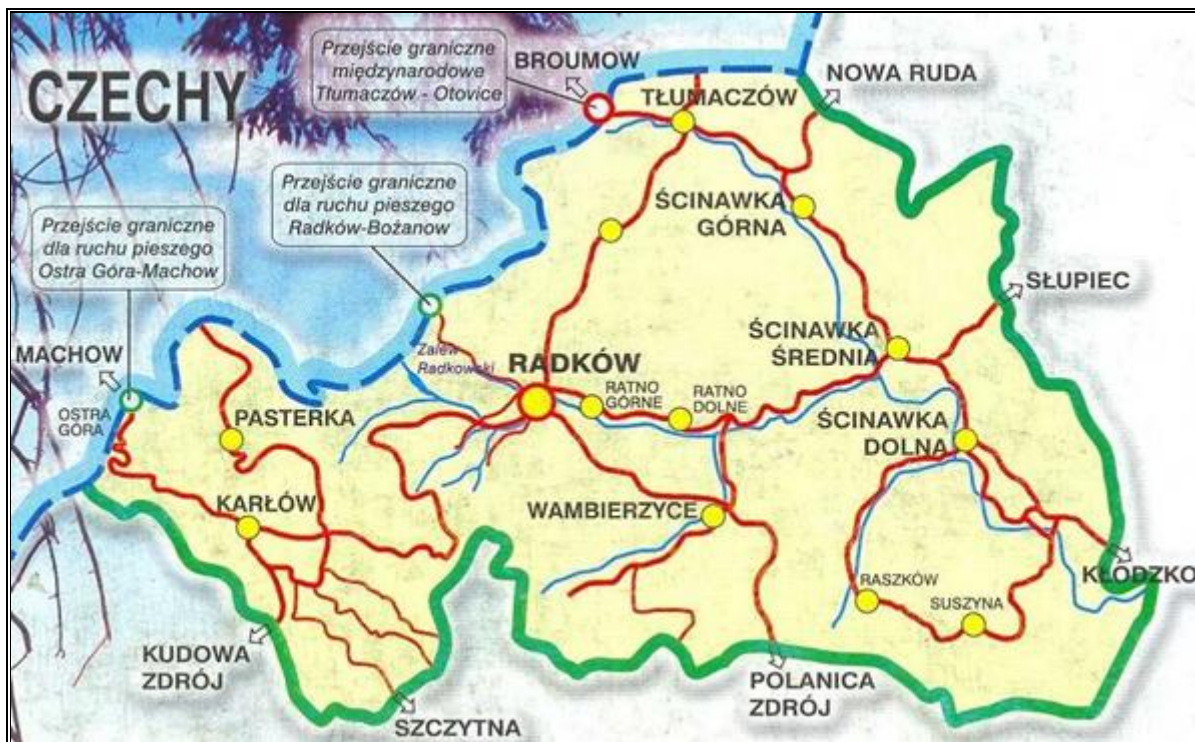 CZECHY
Przejście graniczne
międzynarodowe
Tłumaczów - Otovice
BROUMOW
TŁUMACZÓW
NOWA RUDA
Przejście graniczne
dla ruchu pieszego
Radków-Bożanow
Przejście graniczne
dla ruchu pieszego
Ostra Góra-Machow
ŚCINAWKA
GÓRNA
SŁUPIEC
MACHOW
Zalew
Radkowski
RADKÓW
ŚCINAWKA
ŚREDNIA
OSTRA
GÓRA
PASTERKA
RATNO
GÓRNE
RATNO
DOLNE
ŚCINAWKA
DOLNA
KARŁÓW
WAMBIERZYCE
RASZKÓW
SUSZYNA
KŁODZKO
KUDOWA
ZDRÓJ
SZCZYTNA
POLANICA
ZDRÓJ